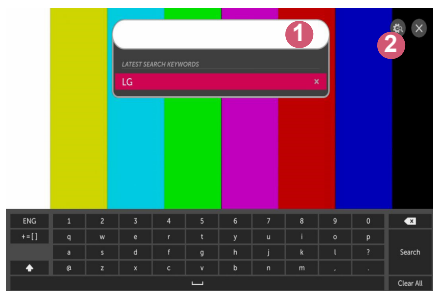 1
2
LATEST SEARCH KEYWORDS
LG x
ENG 1 2 3 4 5 6 7 8 9 0
+=[] q w e r t y u i o p
a s d f g h j k l ? Search
@ z x c v b n m , .
Clear All